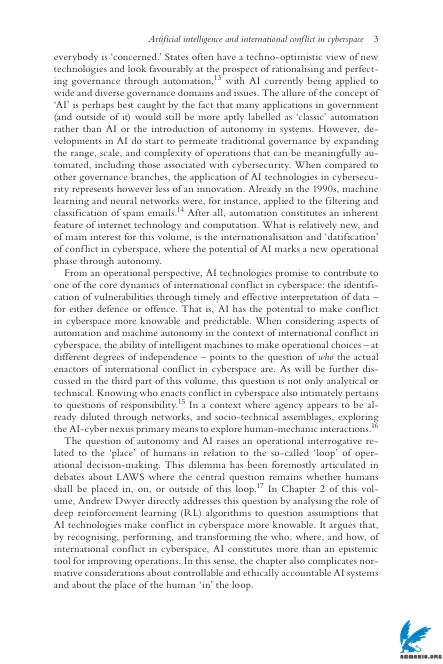 Artificial intelligence and international conflict in cyberspace 3
everybody is ‘concerned.’ States often have a techno-optimistic view of new
technologies and look favourably at the prospect of rationalising and perfect-
ing governance through automation,13 with AI currently being applied to
wide and diverse governance domains and issues. The allure of the concept of
‘AI’ is perhaps best caught by the fact that many applications in government
(and outside of it) would still be more aptly labelled as ‘classic’ automation
rather than AI or the introduction of autonomy in systems. However, de-
velopments in AI do start to permeate traditional governance by expanding
the range, scale, and complexity of operations that can be meaningfully au-
tomated, including those associated with cybersecurity. When compared to
other governance branches, the application of AI technologies in cybersecu-
rity represents however less of an innovation. Already in the 1990s, machine
learning and neural networks were, for instance, applied to the filtering and
classification of spam emails.14 After all, automation constitutes an inherent
feature of internet technology and computation. What is relatively new, and
of main interest for this volume, is the internationalisation and ‘datification’
of conflict in cyberspace, where the potential of AI marks a new operational
phase through autonomy.
From an operational perspective, AI technologies promise to contribute to
one of the core dynamics of international conflict in cyberspace: the identifi-
cation of vulnerabilities through timely and effective interpretation of data –
for either defence or offence. That is, AI has the potential to make conflict
in cyberspace more knowable and predictable. When considering aspects of
automation and machine autonomy in the context of international conflict in
cyberspace, the ability of intelligent machines to make operational choices – at
different degrees of independence – points to the question of who the actual
enactors of international conflict in cyberspace are. As will be further dis-
cussed in the third part of this volume, this question is not only analytical or
technical. Knowing who enacts conflict in cyberspace also intimately pertains
to questions of responsibility.15 In a context where agency appears to be al-
ready diluted through networks, and socio-technical assemblages, exploring
the AI-cyber nexus primary means to explore human-mechanic interactions.16
The question of autonomy and AI raises an operational interrogative re-
lated to the ‘place’ of humans in relation to the so-called ‘loop’ of oper-
ational decision-making. This dilemma has been foremostly articulated in
debates about LAWS where the central question remains whether humans
shall be placed in, on, or outside of this loop.17 In Chapter 2 of this vol-
ume, Andrew Dwyer directly addresses this question by analysing the role of
deep reinforcement learning (RL) algorithms to question assumptions that
AI technologies make conflict in cyberspace more knowable. It argues that,
by recognising, performing, and transforming the who, where, and how, of
international conflict in cyberspace, AI constitutes more than an epistemic
tool for improving operations. In this sense, the chapter also complicates nor-
mative considerations about controllable and ethically accountable AI systems
and about the place of the human ‘in’ the loop.